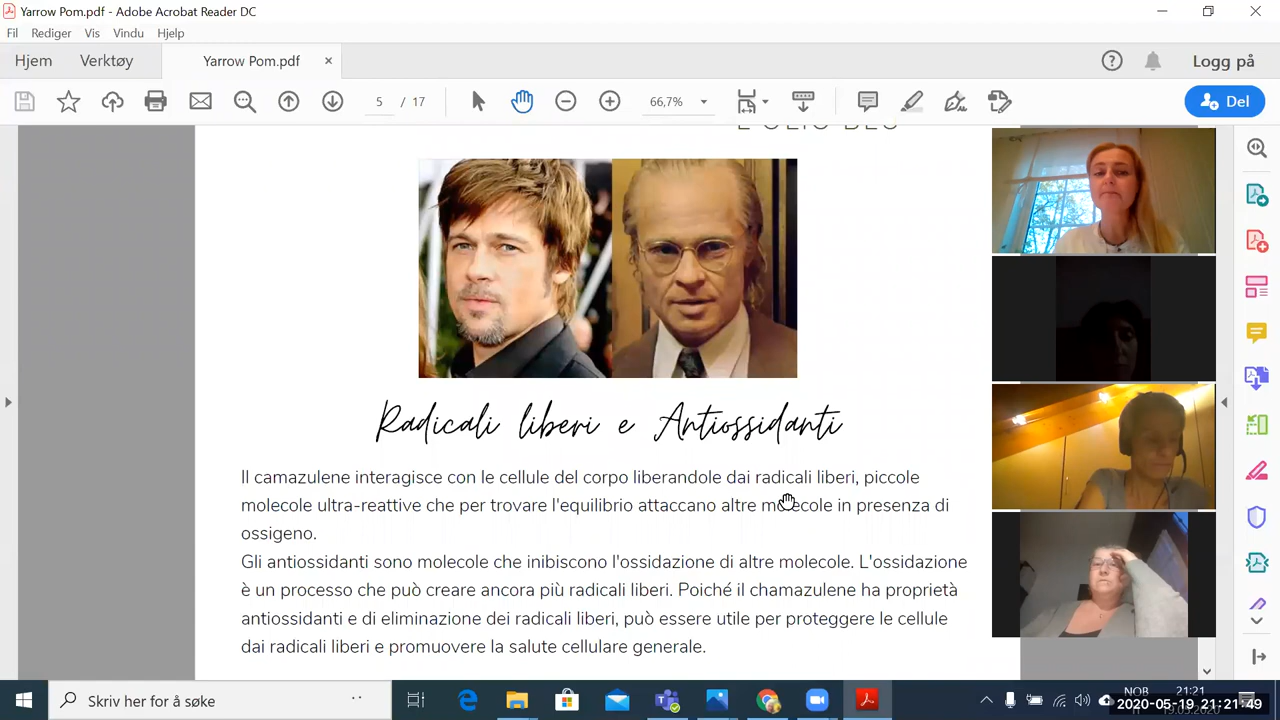 Yarrow Pom.pdf - Adobe Acrobat Reader DC
Fil Rediger Vis Vindu Hjelp
Hjem Verktøy Yarrow Pom.pdf × Logg på
5 / 17 66,7% Del
L'OLIO BLU
Radicali liberi e Antiossidanti
Il camazulene interagisce con le cellule del corpo liberandole dai radicali liberi, piccole
molecole ultra-reattive che per trovare l'equilibrio attaccano altre molecole in presenza di
ossigeno.
Gli antiossidanti sono molecole che inibiscono l'ossidazione di altre molecole. L'ossidazione
è un processo che può creare ancora più radicali liberi. Poiché il chamazulene ha proprietà
antiossidanti e di eliminazione dei radicali liberi, può essere utile per proteggere le cellule
dai radicali liberi e promuovere la salute cellulare generale.
Skriv her for å søke
NOB 21:21
2020-05-19 21:21:49